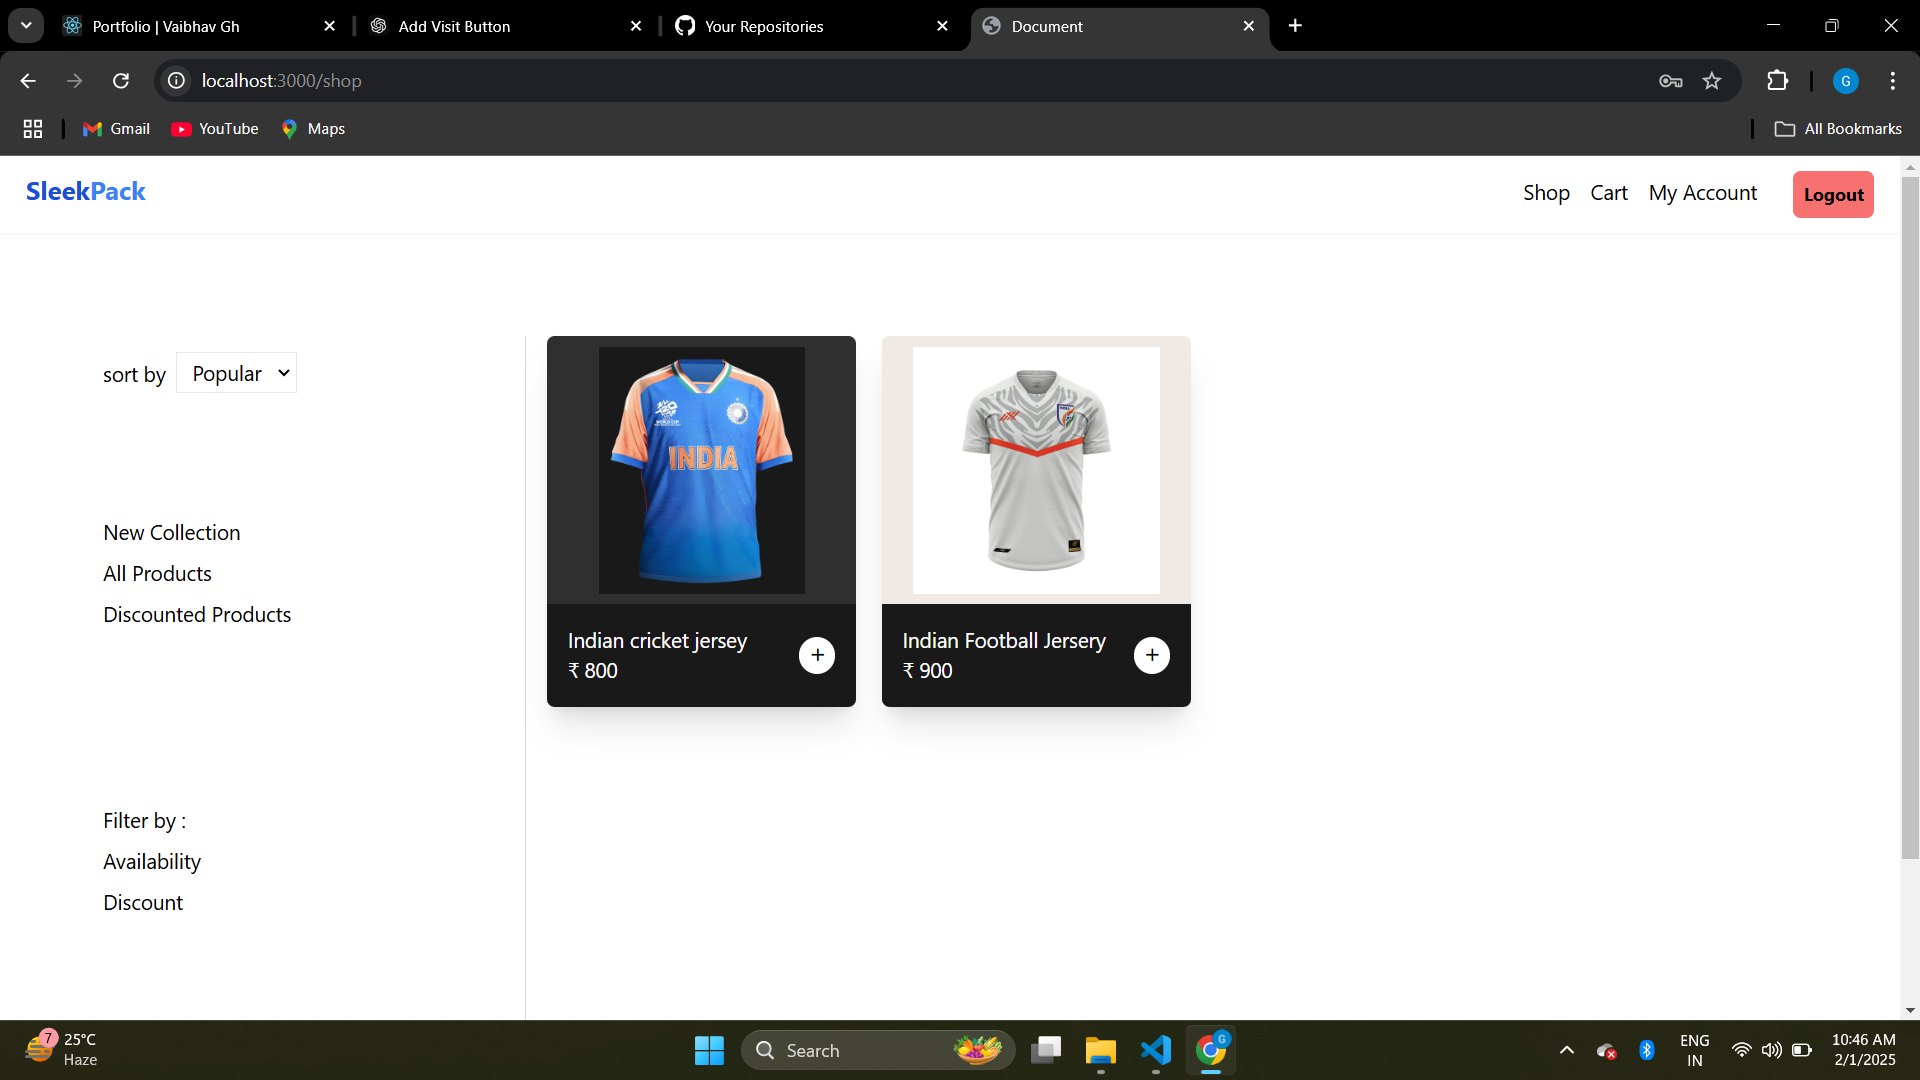 Portfolio | Vaibhav Gh
Add Visit Button
Your Repositories
Document
localhost:3000/shop
G
Gmail
YouTube
Maps
All Bookmarks
SleekPack
Shop
Cart
My Account
Logout
sort by
Popular
New Collection
All Products
Discounted Products
Filter by :
Availability
Discount
INDIA
Indian cricket jersey
₹ 800
+
Indian Football Jersery
₹ 900
+
7
25°C
Haze
Search
G
ENG
IN
10:46 AM
2/1/2025